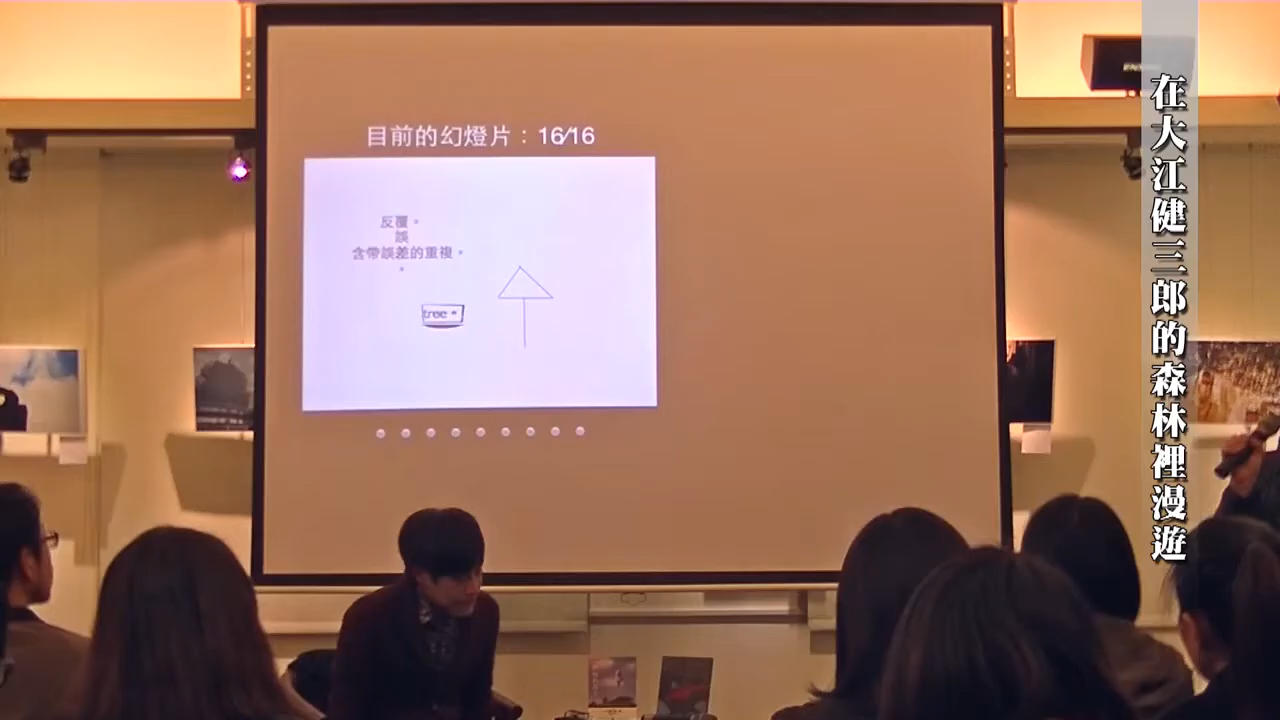 目前的幻燈片：16/16
反覆。
誤
含帶誤差的重複。
。
tree *
在大江健三郎的森林裡漫遊